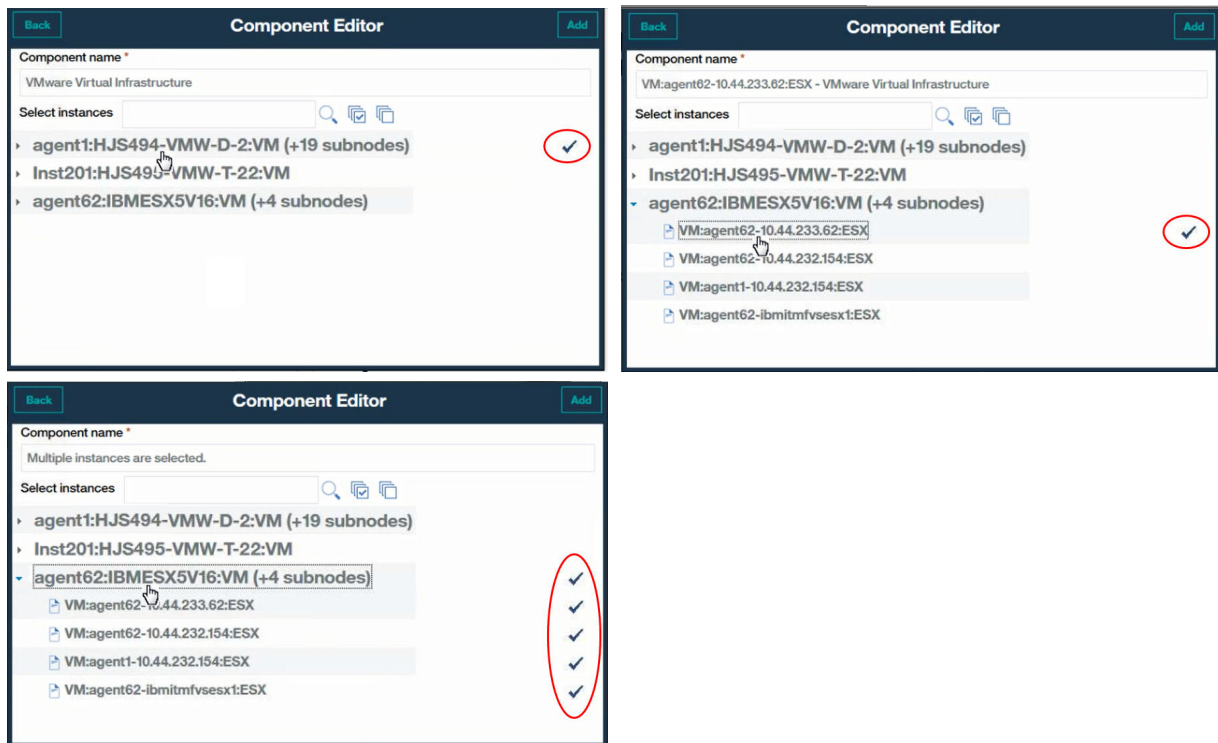 Back Component Editor Add
Component name *
VMware Virtual Infrastructure
Select instances
agent1:HJS494-VMW-D-2:VM (+19 subnodes)
Inst201:HJS495-VMW-T-22:VM
agent62:IBMESX5V16:VM (+4 subnodes)
Back Component Editor Add
Component name *
VM:agent62-10.44.233.62:ESX - VMware Virtual Infrastructure
Select instances
agent1:HJS494-VMW-D-2:VM (+19 subnodes)
Inst201:HJS495-VMW-T-22:VM
agent62:IBMESX5V16:VM (+4 subnodes)
VM:agent62-10.44.233.62:ESX
VM:agent62-10.44.232.154:ESX
VM:agent1-10.44.232.154:ESX
VM:agent62-ibmitmfvsesx1:ESX
Back Component Editor Add
Component name *
Multiple instances are selected.
Select instances
agent1:HJS494-VMW-D-2:VM (+19 subnodes)
Inst201:HJS495-VMW-T-22:VM
agent62:IBMESX5V16:VM (+4 subnodes)
VM:agent62-10.44.233.62:ESX
VM:agent62-10.44.232.154:ESX
VM:agent1-10.44.232.154:ESX
VM:agent62-ibmitmfvsesx1:ESX